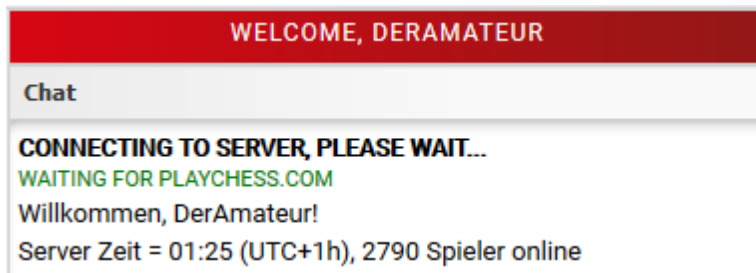 WELCOME, DERAMATEUR
Chat
CONNECTING TO SERVER, PLEASE WAIT...
WAITING FOR PLAYCHESS.COM
Willkommen, DerAmateur!
Server Zeit = 01:25 (UTC+1h), 2790 Spieler online